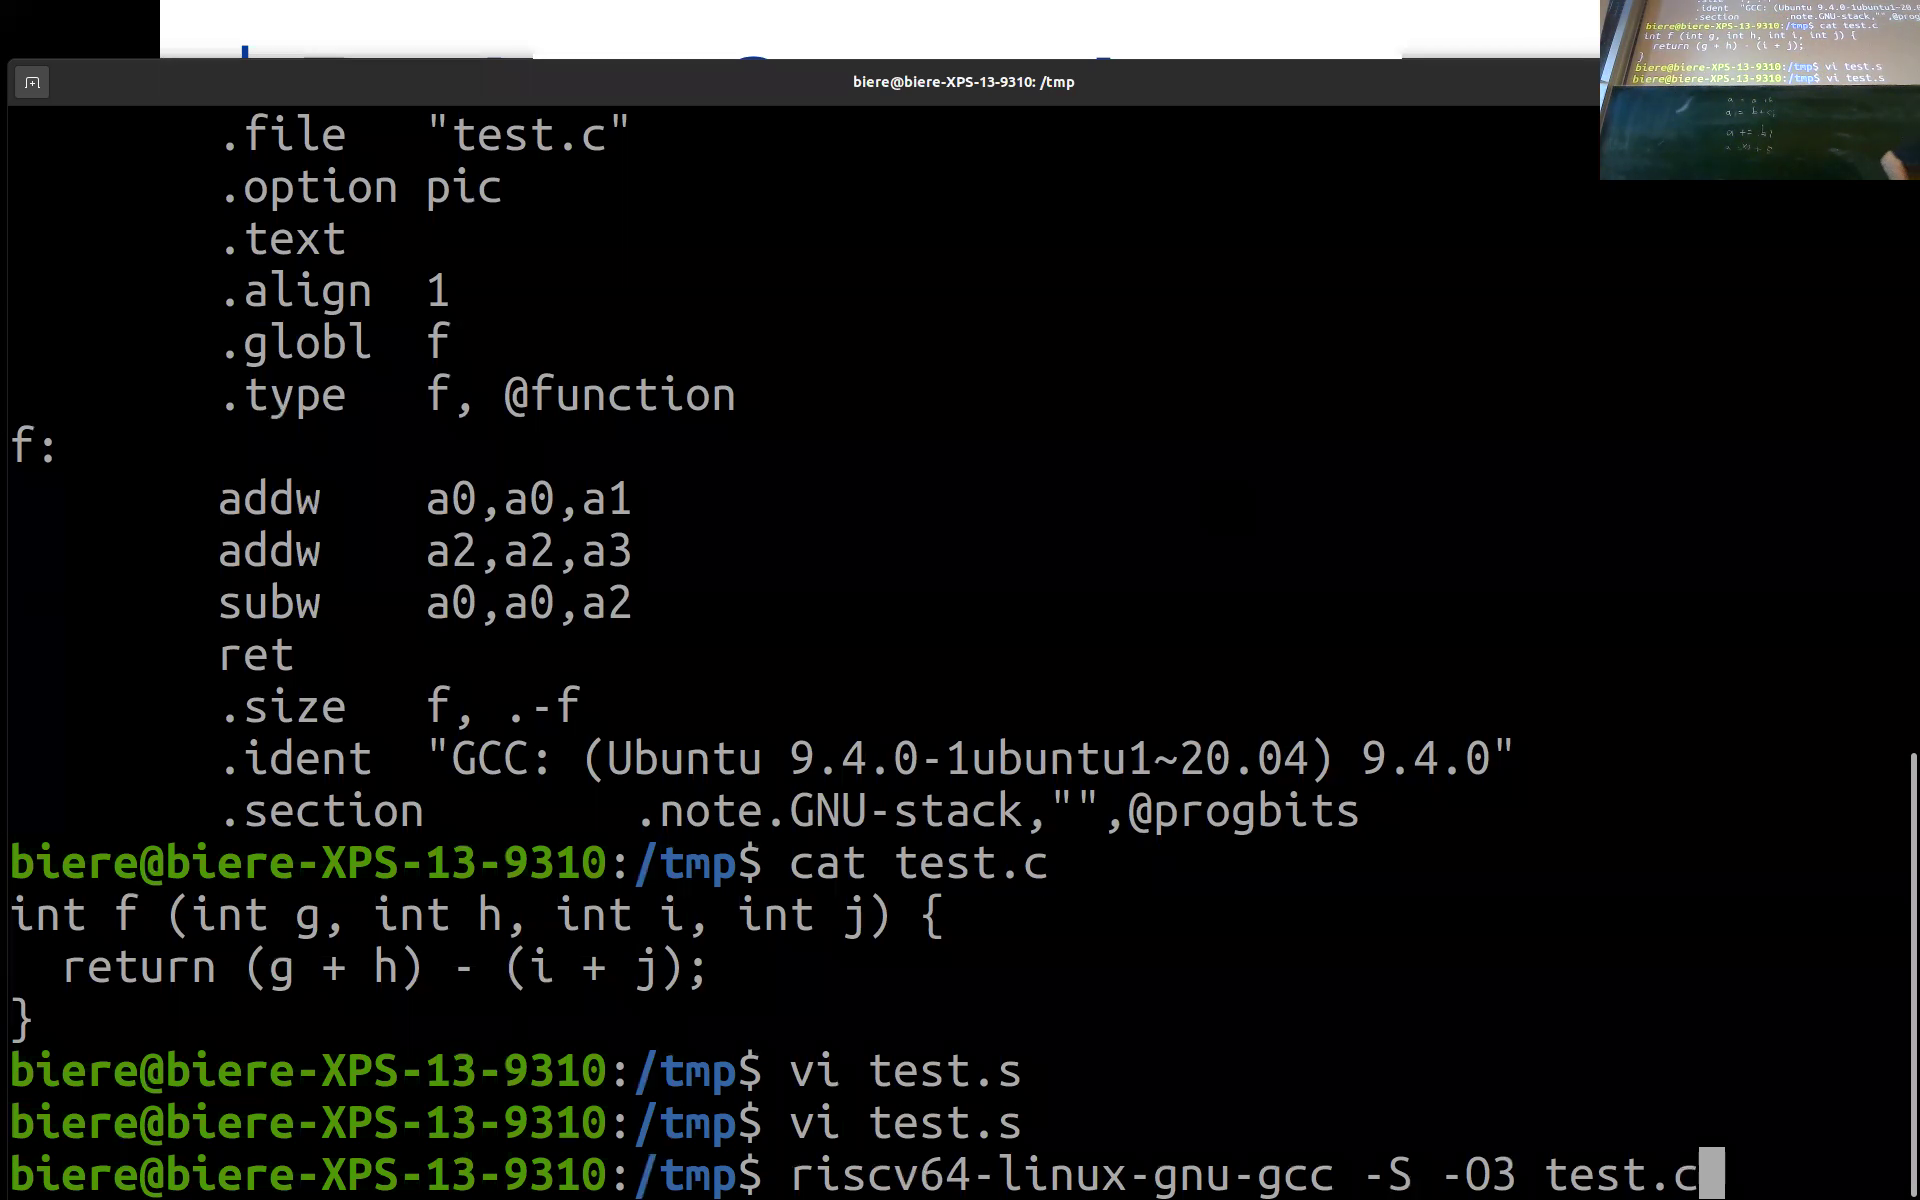 biere@biere-XPS-13-9310: /tmp
.file "test.c"
.option pic
.text
.align 1
.globl f
.type f, @function
f:
addw a0,a0,a1
addw a2,a2,a3
subw a0,a0,a2
ret
.size f, .-f
.ident "GCC: (Ubuntu 9.4.0-1ubuntu1~20.04) 9.4.0"
.section .note.GNU-stack,"",@progbits
biere@biere-XPS-13-9310:/tmp$ cat test.c
int f (int g, int h, int i, int j) {
return (g + h) - (i + j);
}
biere@biere-XPS-13-9310:/tmp$ vi test.s
biere@biere-XPS-13-9310:/tmp$ vi test.s
biere@biere-XPS-13-9310:/tmp$ riscv64-linux-gnu-gcc -S -O3 test.c
.ident "GCC: (Ubuntu 9.4.0-1ubuntu1~20.
.section .note.GNU-stack,"",@prog
biere@biere-XPS-13-9310:/tmp$ cat test.c
int f (int g, int h, int i, int j) {
return (g + h) - (i + j);
}
biere@biere-XPS-13-9310:/tmp$ vi test.s
biere@biere-XPS-13-9310:/tmp$ vi test.s